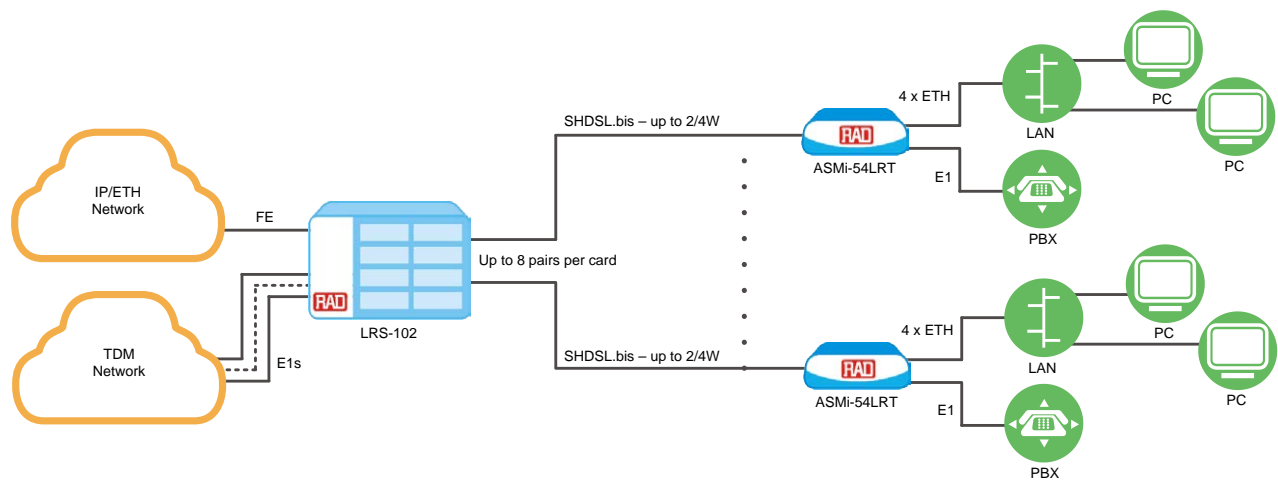 IP/ETH
Network
FE
TDM
Network
E1s
RAD
LRS-102
SHDSL.bis – up to 2/4W
Up to 8 pairs per card
SHDSL.bis – up to 2/4W
RAD
ASMi-54LRT
4 x ETH
E1
LAN
PC
PC
PBX
RAD
ASMi-54LRT
4 x ETH
E1
LAN
PC
PC
PBX